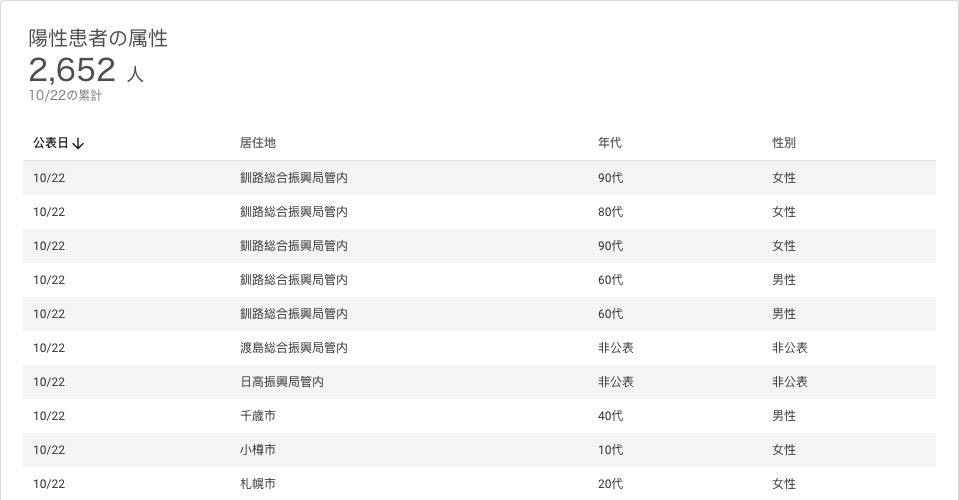 陽性患者の属性
2,652 人
10/22の累計
公表日↓ 居住地 年代 性別
10/22 釧路総合振興局管内 90代 女性
10/22 釧路総合振興局管内 80代 女性
10/22 釧路総合振興局管内 90代 女性
10/22 釧路総合振興局管内 60代 男性
10/22 釧路総合振興局管内 60代 男性
10/22 渡島総合振興局管内 非公表 非公表
10/22 日高振興局管内 非公表 非公表
10/22 千歳市 40代 男性
10/22 小樽市 10代 女性
10/22 札幌市 20代 女性